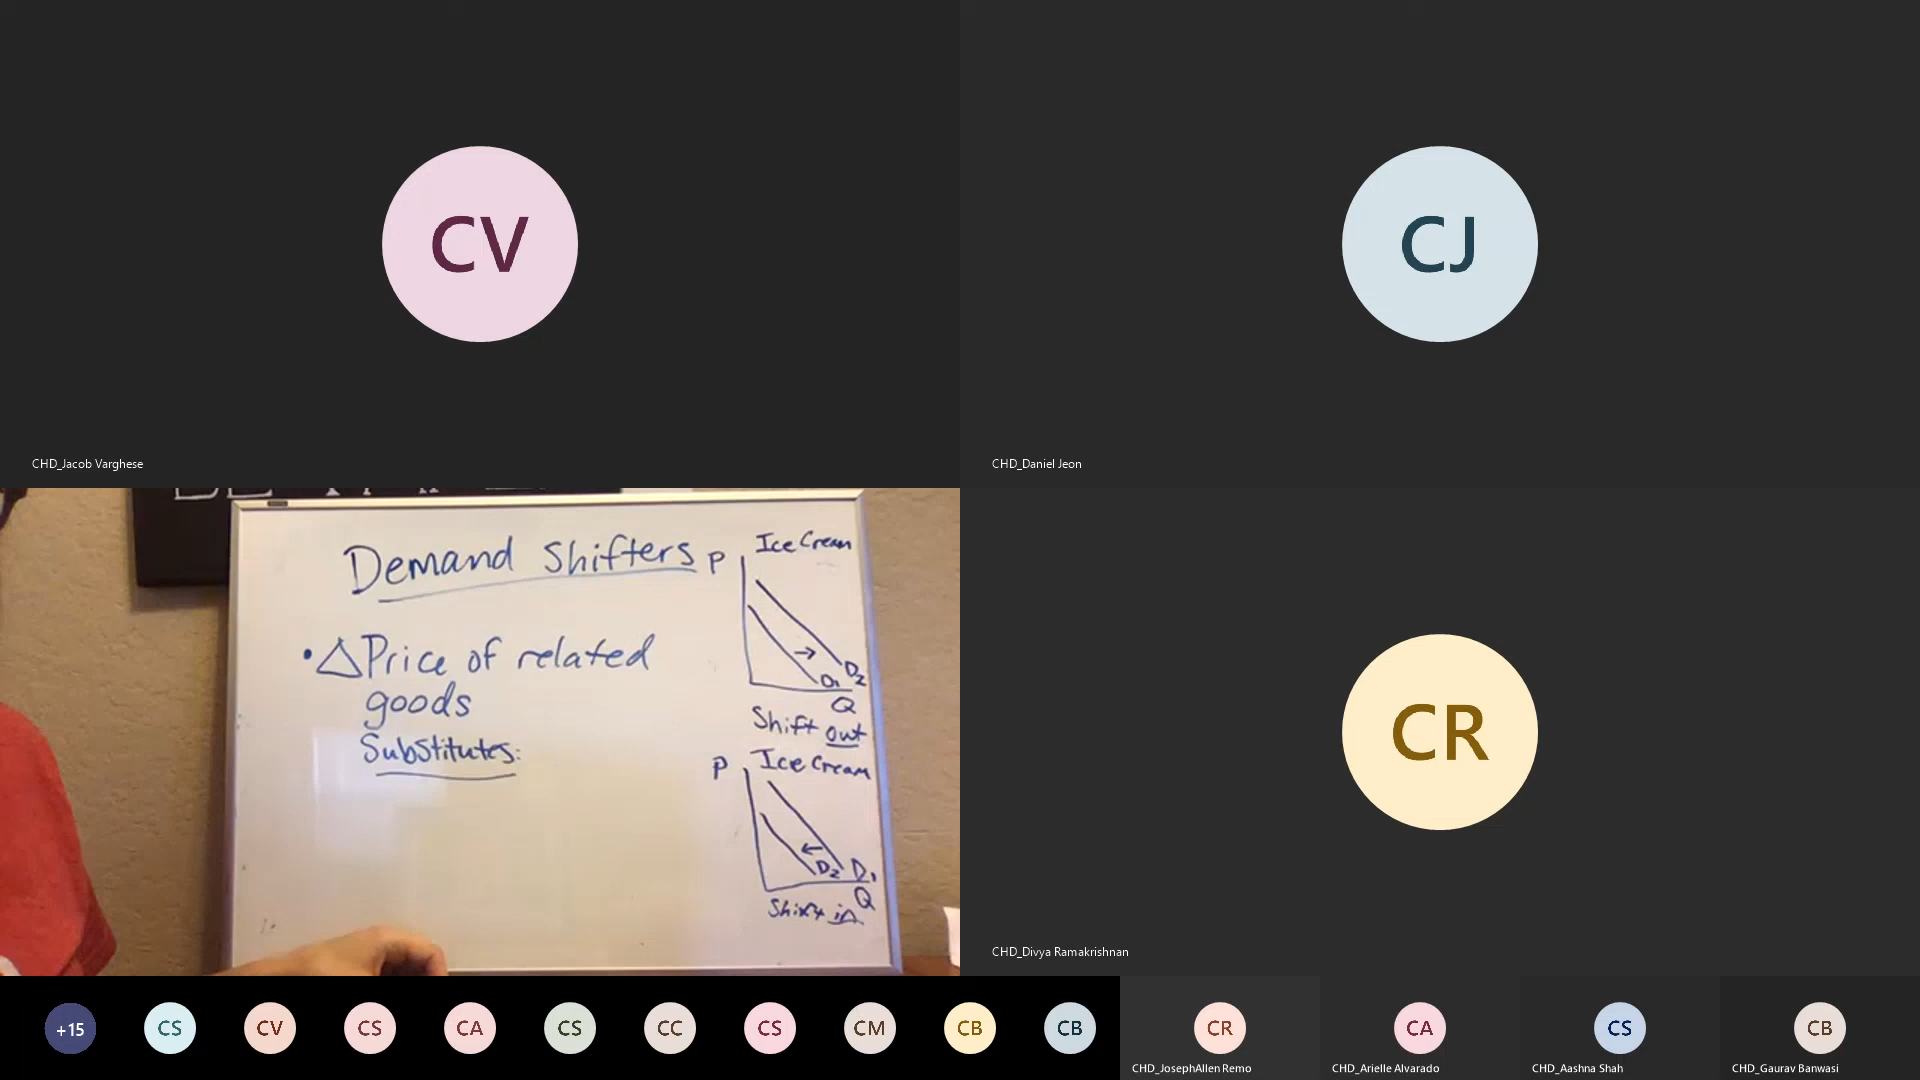 CV
CJ
CHD_Jacob Varghese
CHD_Daniel Jeon
Demand Shifters
• △ Price of related
goods
Substitutes:
P
Ice Cream
D1
D2
Q
Shift out
P
Ice Cream
D2
D1
Q
Shift in
CR
CHD_Divya Ramakrishnan
+15
CS
CV
CS
CA
CS
CC
CS
CM
CB
CB
CR
CHD_JosephAllen Remo
CA
CHD_Arielle Alvarado
CS
CHD_Aashna Shah
CB
CHD_Gaurav Banwasi